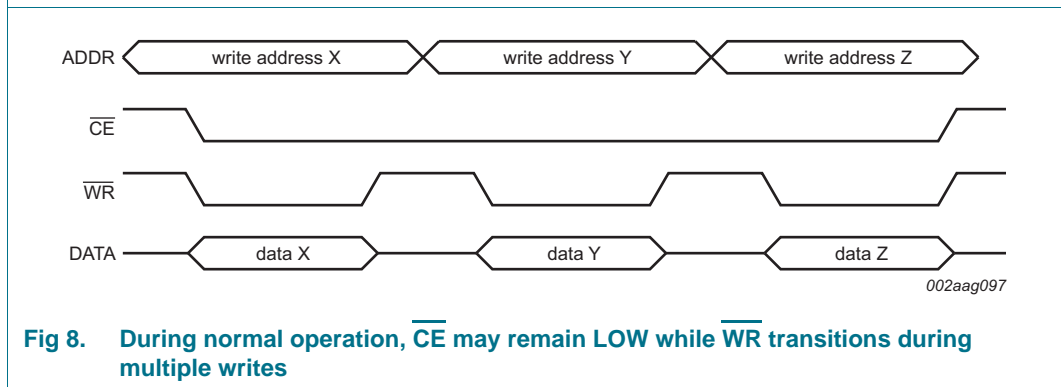 ADDR write address X write address Y write address Z
CE
WR
DATA data X data Y data Z
002aag097
Fig 8. During normal operation, CE may remain LOW while WR transitions during
multiple writes